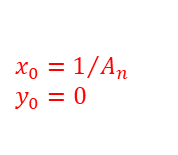 x₀ = 1/Aₙ
y₀ = 0